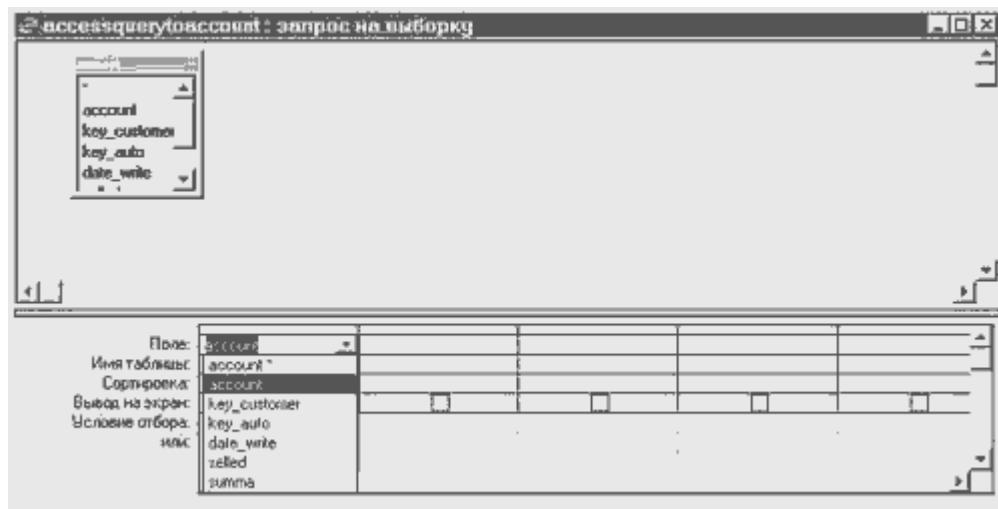 accessquerytoaccount : запрос на выборку
*
account
key_customer
key_auto
date_write
Поле: account
Имя таблицы: account *
Сортировка: account
Вывод на экран: key_customer
Условие отбора: key_auto
или: date_write
selled
summa